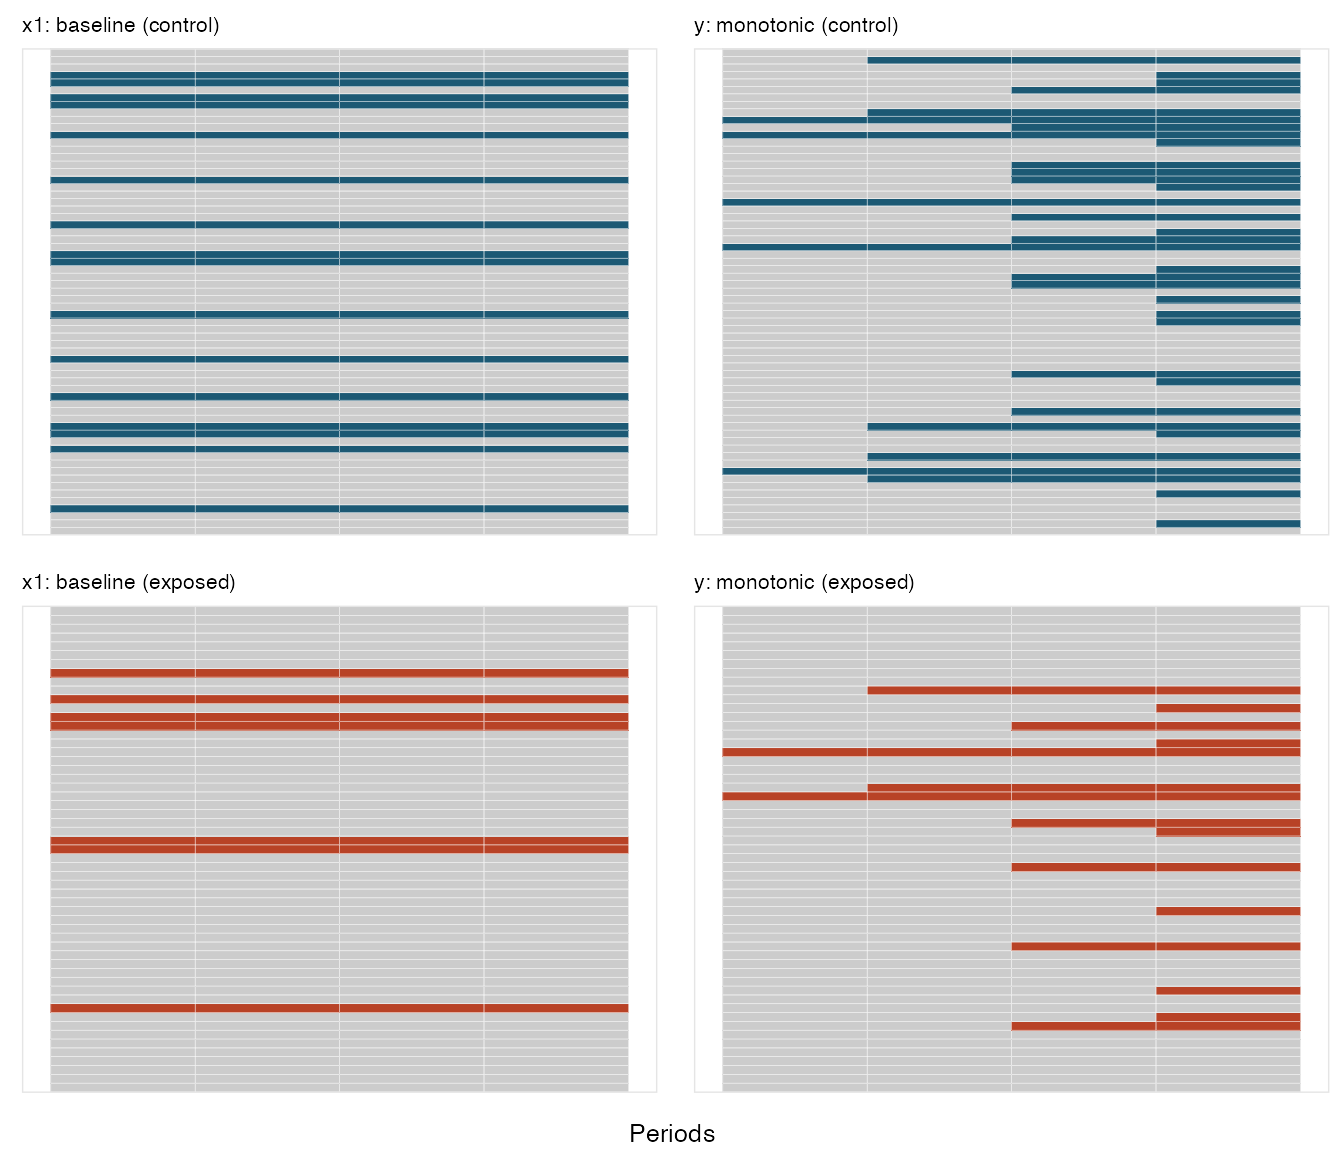 x1: baseline (control)
y: monotonic (control)
x1: baseline (exposed)
y: monotonic (exposed)
Periods